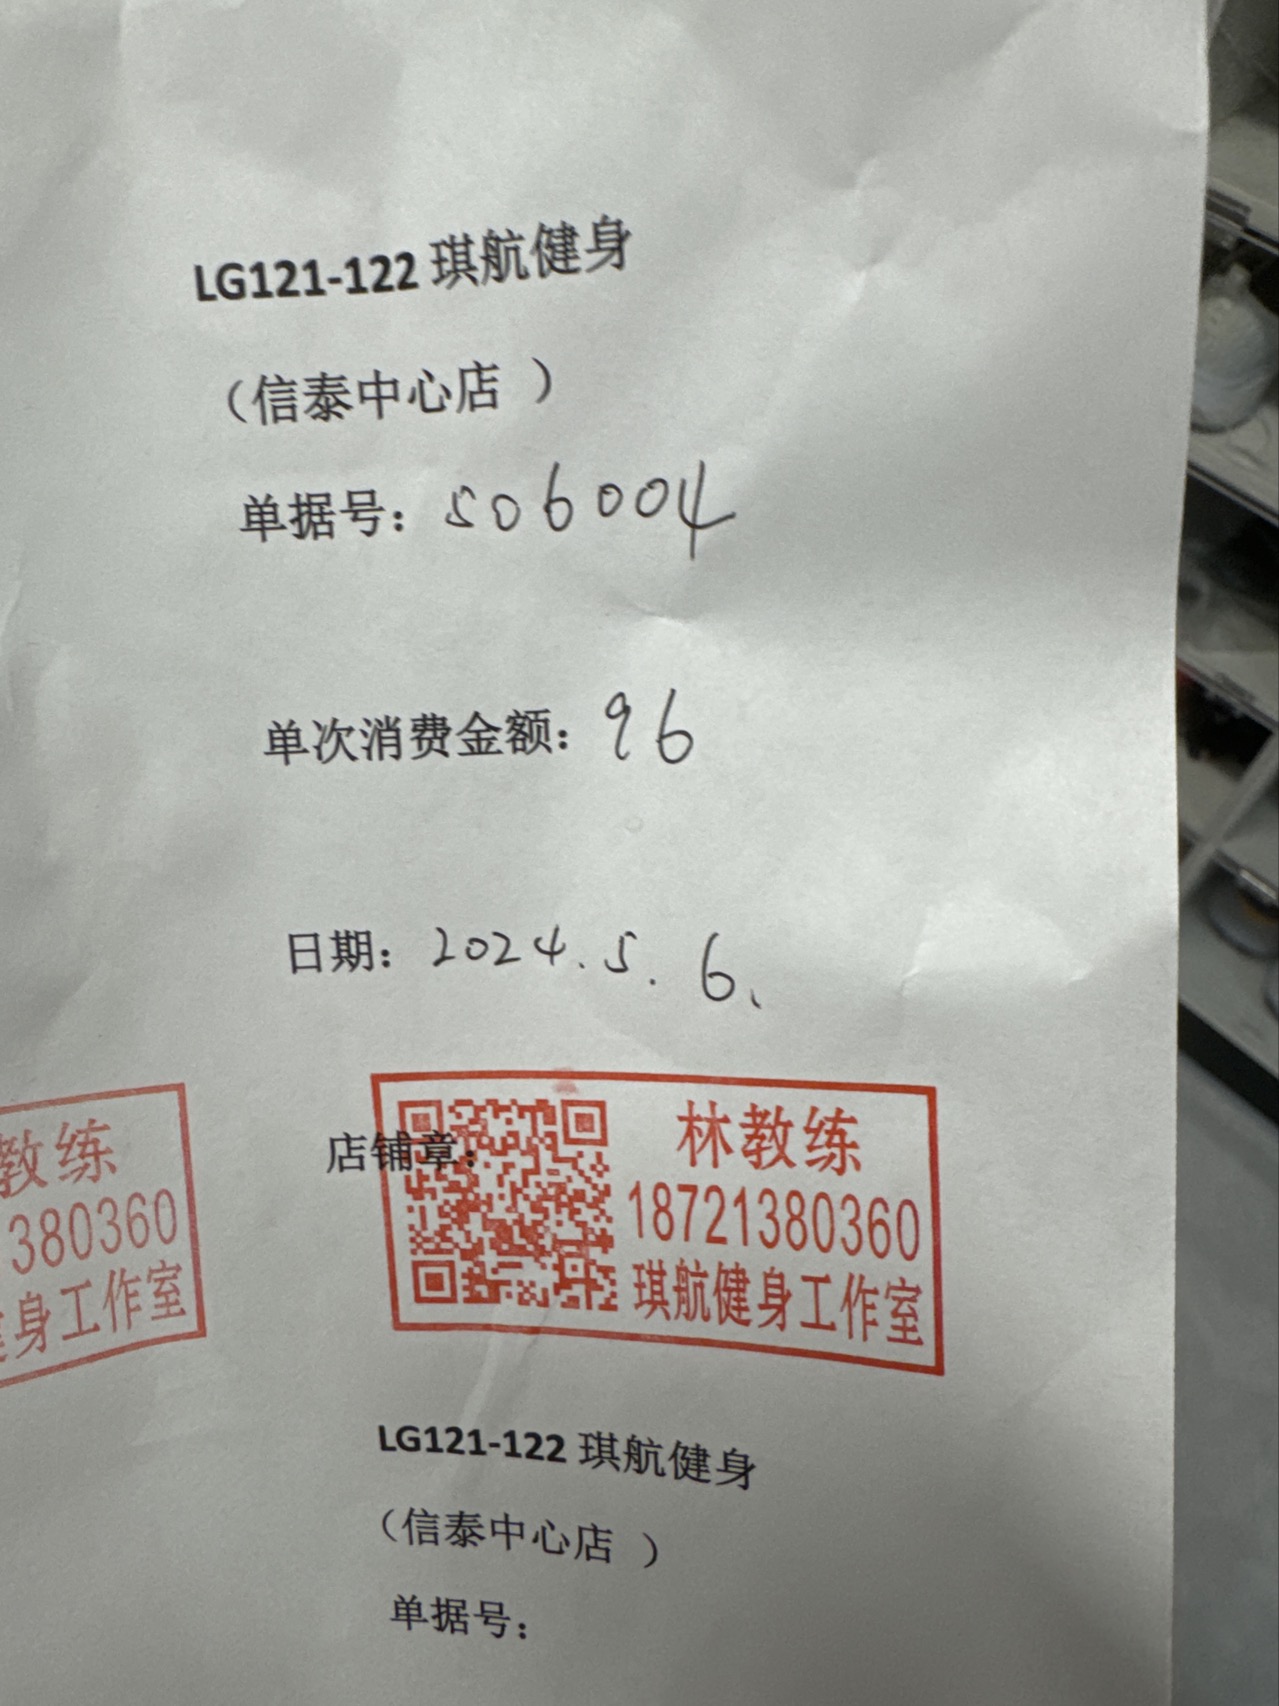 LG121-122 琪航健身
（信泰中心店 ）
单据号：506004
单次消费金额：96
日期：2024.5.6、
店铺章：
林教练
18721380360
琪航健身工作室
教练
380360
身工作室
LG121-122 琪航健身
（信泰中心店 ）
单据号：